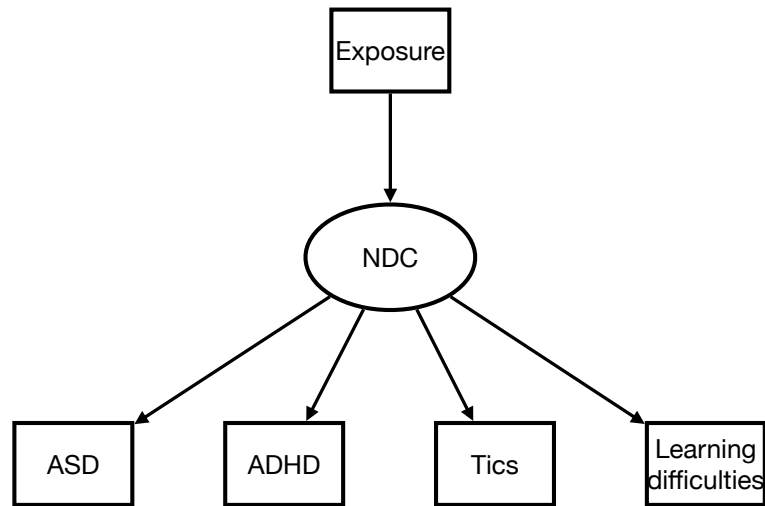 Exposure
NDC
ASD
ADHD
Tics
Learning
difficulties